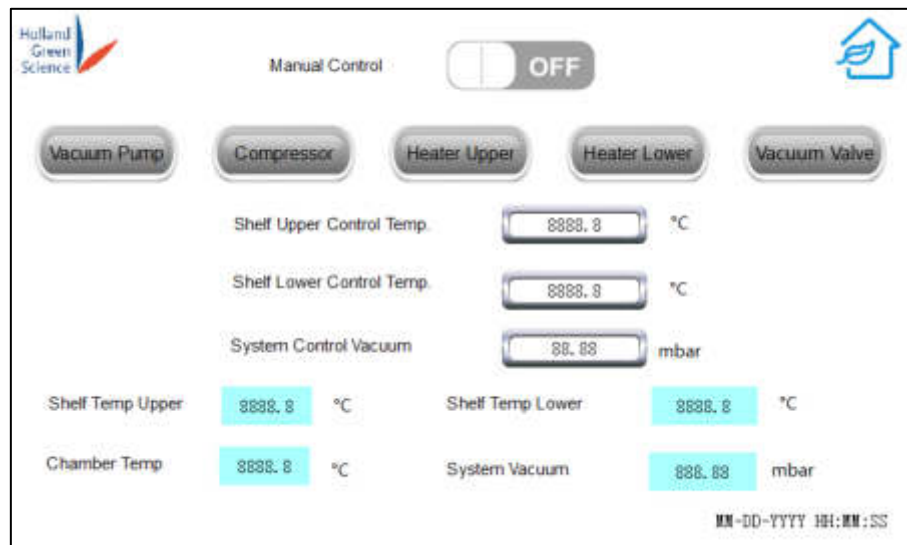 Holland
Green
Science
Manual Control OFF
Vacuum Pump Compressor Heater Upper Heater Lower Vacuum Valve
Shelf Upper Control Temp. 8888.8 °C
Shelf Lower Control Temp. 8888.8 °C
System Control Vacuum 88.88 mbar
Shelf Temp Upper 8888.8 °C Shelf Temp Lower 8888.8 °C
Chamber Temp 8888.8 °C System Vacuum 888.88 mbar
MM-DD-YYYY HH:MM:SS